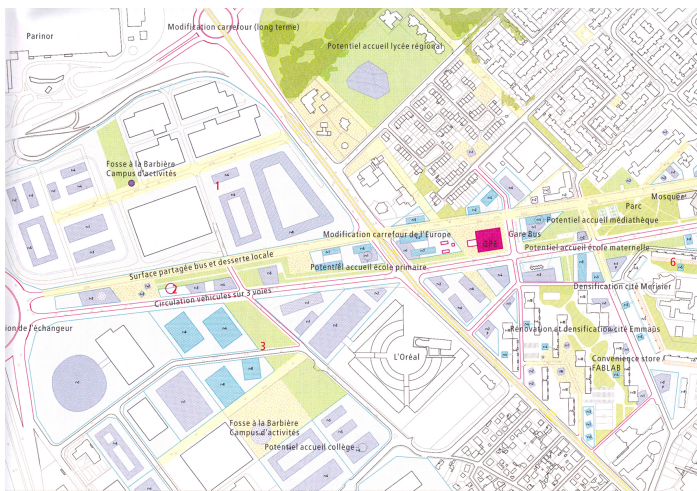 Modification carrefour (long terme)
Parinor
Potentiel accueil lycée régional
Fosse à la Barbière
Campus d'activités
1
Mosquée
Parc
Potentiel accueil médiathèque
Modification carrefour de l'Europe
Gare Bus
GPE
Potentiel accueil école maternelle
Surface partagée bus et desserte locale
Potentiel accueil école primaire
6
2
Circulation véhicules sur 3 voies
Densification cité Morisier
ion de l'échangeur
Rénovation et densification cité Emmaüs
3
L'Oréal
Convenience store
FABLAB
Fosse à la Barbière
Campus d'activités
Potentiel accueil collège